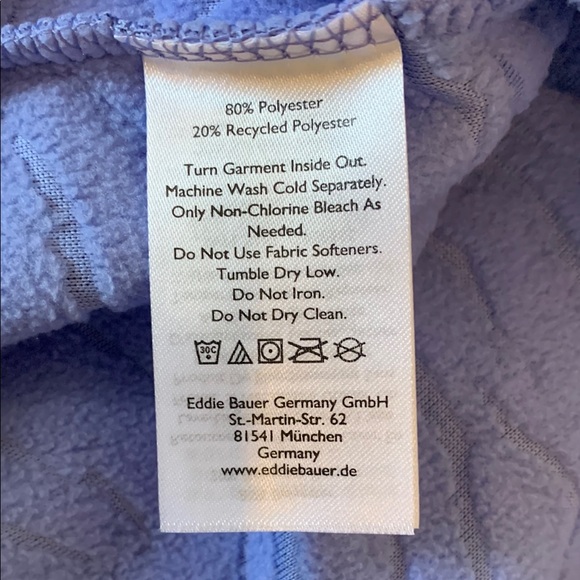 80% Polyester
20% Recycled Polyester
Turn Garment Inside Out.
Machine Wash Cold Separately.
Only Non-Chlorine Bleach As
Needed.
Do Not Use Fabric Softeners.
Tumble Dry Low.
Do Not Iron.
Do Not Dry Clean.
30C
Eddie Bauer Germany GmbH
St.-Martin-Str. 62
81541 München
Germany
www.eddiebauer.de